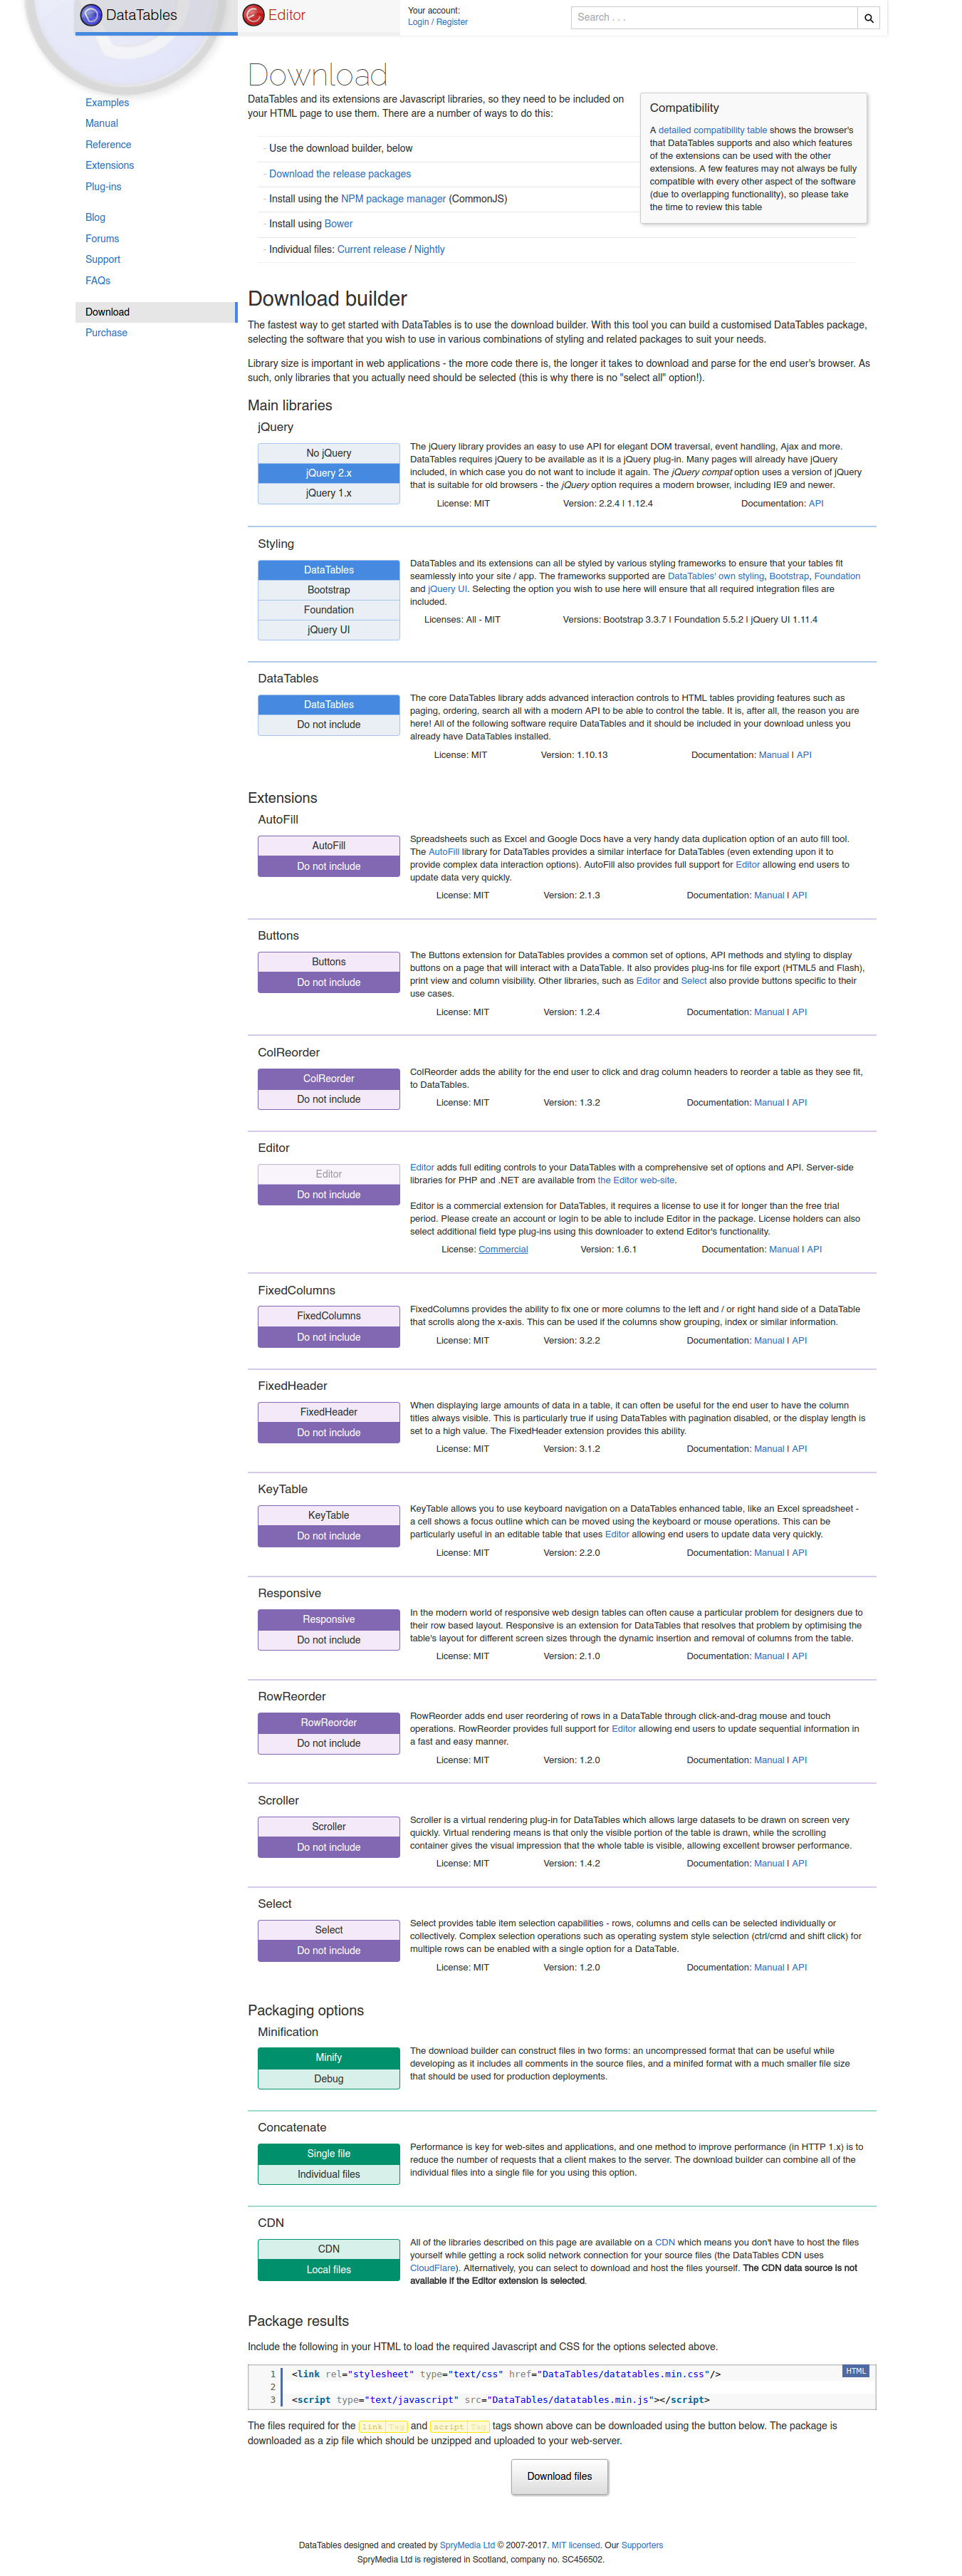 DataTables
Editor
Your account:
Login / Register
Search . . .
Examples
Manual
Reference
Extensions
Plug-ins
Blog
Forums
Support
FAQs
Download
Purchase
Download
DataTables and its extensions are Javascript libraries, so they need to be included on
your HTML page to use them. There are a number of ways to do this:
- Use the download builder, below
- Download the release packages
- Install using the NPM package manager (CommonJS)
- Install using Bower
- Individual files: Current release / Nightly
Compatibility
A detailed compatibility table shows the browser's
that DataTables supports and also which features
of the extensions can be used with the other
extensions. A few features may not always be fully
compatible with every other aspect of the software
(due to overlapping functionality), so please take
the time to review this table
Download builder
The fastest way to get started with DataTables is to use the download builder. With this tool you can build a customised DataTables package,
selecting the software that you wish to use in various combinations of styling and related packages to suit your needs.
Library size is important in web applications - the more code there is, the longer it takes to download and parse for the end user's browser. As
such, only libraries that you actually need should be selected (this is why there is no "select all" option!).
Main libraries
jQuery
No jQuery
jQuery 2.x
jQuery 1.x
The jQuery library provides an easy to use API for elegant DOM traversal, event handling, Ajax and more.
DataTables requires jQuery to be available as it is a jQuery plug-in. Many pages will already have jQuery
included, in which case you do not want to include it again. The jQuery compat option uses a version of jQuery
that is suitable for old browsers - the jQuery option requires a modern browser, including IE9 and newer.
License: MIT Version: 2.2.4 | 1.12.4 Documentation: API
Styling
DataTables
Bootstrap
Foundation
jQuery UI
DataTables and its extensions can all be styled by various styling frameworks to ensure that your tables fit
seamlessly into your site / app. The frameworks supported are DataTables' own styling, Bootstrap, Foundation
and jQuery UI. Selecting the option you wish to use here will ensure that all required integration files are
included.
Licenses: All - MIT Versions: Bootstrap 3.3.7 | Foundation 5.5.2 | jQuery UI 1.11.4
DataTables
DataTables
Do not include
The core DataTables library adds advanced interaction controls to HTML tables providing features such as
paging, ordering, search all with a modern API to be able to control the table. It is, after all, the reason you are
here! All of the following software require DataTables and it should be included in your download unless you
already have DataTables installed.
License: MIT Version: 1.10.13 Documentation: Manual | API
Extensions
AutoFill
AutoFill
Do not include
Spreadsheets such as Excel and Google Docs have a very handy data duplication option of an auto fill tool.
The AutoFill library for DataTables provides a similar interface for DataTables (even extending upon it to
provide complex data interaction options). AutoFill also provides full support for Editor allowing end users to
update data very quickly.
License: MIT Version: 2.1.3 Documentation: Manual | API
Buttons
Buttons
Do not include
The Buttons extension for DataTables provides a common set of options, API methods and styling to display
buttons on a page that will interact with a DataTable. It also provides plug-ins for file export (HTML5 and Flash),
print view and column visibility. Other libraries, such as Editor and Select also provide buttons specific to their
use cases.
License: MIT Version: 1.2.4 Documentation: Manual | API
ColReorder
ColReorder
Do not include
ColReorder adds the ability for the end user to click and drag column headers to reorder a table as they see fit,
to DataTables.
License: MIT Version: 1.3.2 Documentation: Manual | API
Editor
Editor
Do not include
Editor adds full editing controls to your DataTables with a comprehensive set of options and API. Server-side
libraries for PHP and .NET are available from the Editor web-site.
Editor is a commercial extension for DataTables, it requires a license to use it for longer than the free trial
period. Please create an account or login to be able to include Editor in the package. License holders can also
select additional field type plug-ins using this downloader to extend Editor's functionality.
License: Commercial Version: 1.6.1 Documentation: Manual | API
FixedColumns
FixedColumns
Do not include
FixedColumns provides the ability to fix one or more columns to the left and / or right hand side of a DataTable
that scrolls along the x-axis. This can be used if the columns show grouping, index or similar information.
License: MIT Version: 3.2.2 Documentation: Manual | API
FixedHeader
FixedHeader
Do not include
When displaying large amounts of data in a table, it can often be useful for the end user to have the column
titles always visible. This is particularly true if using DataTables with pagination disabled, or the display length is
set to a high value. The FixedHeader extension provides this ability.
License: MIT Version: 3.1.2 Documentation: Manual | API
KeyTable
KeyTable
Do not include
KeyTable allows you to use keyboard navigation on a DataTables enhanced table, like an Excel spreadsheet -
a cell shows a focus outline which can be moved using the keyboard or mouse operations. This can be
particularly useful in an editable table that uses Editor allowing end users to update data very quickly.
License: MIT Version: 2.2.0 Documentation: Manual | API
Responsive
Responsive
Do not include
In the modern world of responsive web design tables can often cause a particular problem for designers due to
their row based layout. Responsive is an extension for DataTables that resolves that problem by optimising the
table's layout for different screen sizes through the dynamic insertion and removal of columns from the table.
License: MIT Version: 2.1.0 Documentation: Manual | API
RowReorder
RowReorder
Do not include
RowReorder adds end user reordering of rows in a DataTable through click-and-drag mouse and touch
operations. RowReorder provides full support for Editor allowing end users to update sequential information in
a fast and easy manner.
License: MIT Version: 1.2.0 Documentation: Manual | API
Scroller
Scroller
Do not include
Scroller is a virtual rendering plug-in for DataTables which allows large datasets to be drawn on screen very
quickly. Virtual rendering means is that only the visible portion of the table is drawn, while the scrolling
container gives the visual impression that the whole table is visible, allowing excellent browser performance.
License: MIT Version: 1.4.2 Documentation: Manual | API
Select
Select
Do not include
Select provides table item selection capabilities - rows, columns and cells can be selected individually or
collectively. Complex selection operations such as operating system style selection (ctrl/cmd and shift click) for
multiple rows can be enabled with a single option for a DataTable.
License: MIT Version: 1.2.0 Documentation: Manual | API
Packaging options
Minification
Minify
Debug
The download builder can construct files in two forms: an uncompressed format that can be useful while
developing as it includes all comments in the source files, and a minifed format with a much smaller file size
that should be used for production deployments.
Concatenate
Single file
Individual files
Performance is key for web-sites and applications, and one method to improve performance (in HTTP 1.x) is to
reduce the number of requests that a client makes to the server. The download builder can combine all of the
individual files into a single file for you using this option.
CDN
CDN
Local files
All of the libraries described on this page are available on a CDN which means you don't have to host the files
yourself while getting a rock solid network connection for your source files (the DataTables CDN uses
CloudFlare). Alternatively, you can select to download and host the files yourself. The CDN data source is not
available if the Editor extension is selected.
Package results
Include the following in your HTML to load the required Javascript and CSS for the options selected above.
HTML
1 <link rel="stylesheet" type="text/css" href="DataTables/datatables.min.css"/>
2
3 <script type="text/javascript" src="DataTables/datatables.min.js"></script>
The files required for the link Tag and script Tag tags shown above can be downloaded using the button below. The package is
downloaded as a zip file which should be unzipped and uploaded to your web-server.
Download files
DataTables designed and created by SpryMedia Ltd © 2007-2017. MIT licensed. Our Supporters
SpryMedia Ltd is registered in Scotland, company no. SC456502.